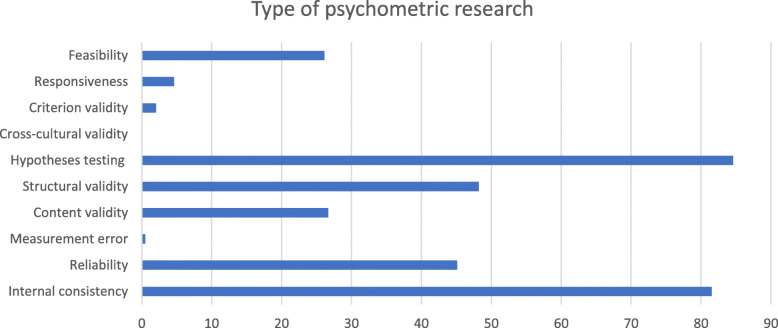 Type of psychometric research
Feasibility
Responsiveness
Criterion validity
Cross-cultural validity
Hypotheses testing
Structural validity
Content validity
Measurement error
Reliability
Internal consistency
0 10 20 30 40 50 60 70 80 90